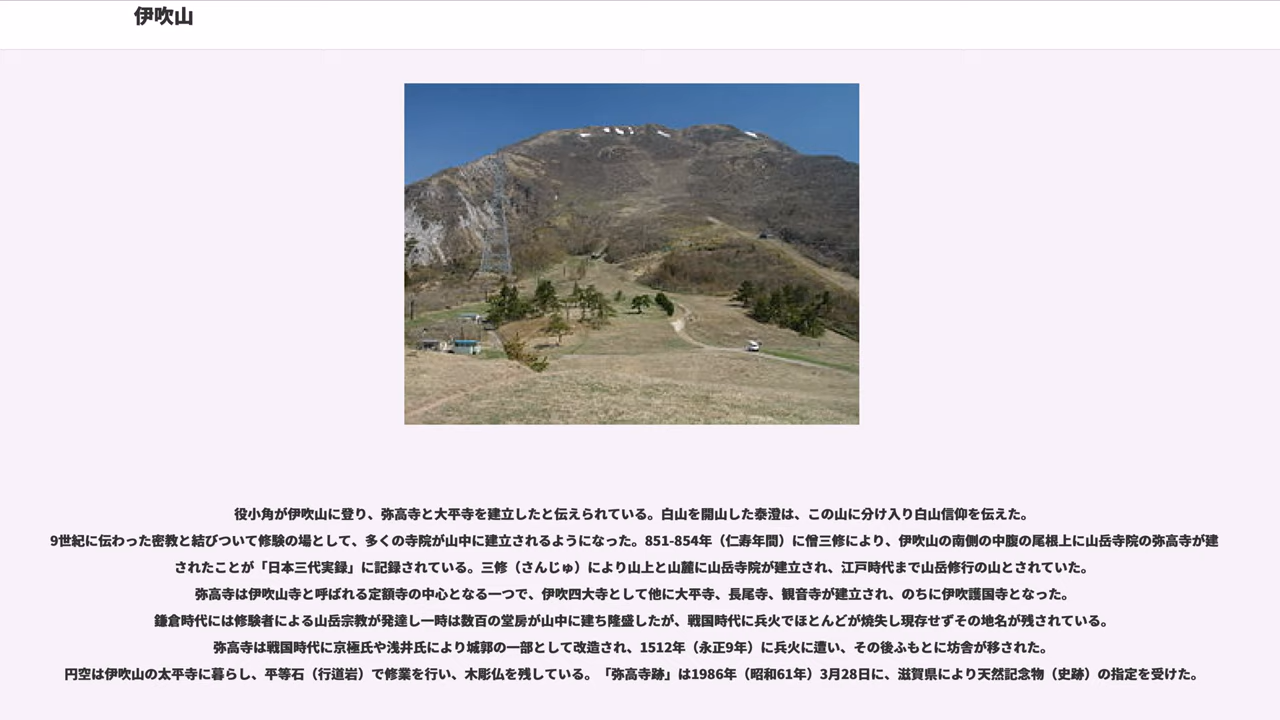 伊吹山
役小角が伊吹山に登り、弥高寺と大平寺を建立したと伝えられている。白山を開山した泰澄は、この山に分け入り白山信仰を伝えた。
9世紀に伝わった密教と結びついて修験の場として、多くの寺院が山中に建立されるようになった。851-854年（仁寿年間）に僧三修により、伊吹山の南側の中腹の尾根上に山岳寺院の弥高寺が建
されたことが「日本三代実録」に記録されている。三修（さんじゅ）により山上と山麓に山岳寺院が建立され、江戸時代まで山岳修行の山とされていた。
弥高寺は伊吹山寺と呼ばれる定額寺の中心となる一つで、伊吹四大寺として他に大平寺、長尾寺、観音寺が建立され、のちに伊吹護国寺となった。
鎌倉時代には修験者による山岳宗教が発達し一時は数百の堂房が山中に建ち隆盛したが、戦国時代に兵火でほとんどが焼失し現存せずその地名が残されている。
弥高寺は戦国時代に京極氏や浅井氏により城郭の一部として改造され、1512年（永正9年）に兵火に遭い、その後ふもとに坊舎が移された。
円空は伊吹山の太平寺に暮らし、平等石（行道岩）で修業を行い、木彫仏を残している。「弥高寺跡」は1986年（昭和61年）3月28日に、滋賀県により天然記念物（史跡）の指定を受けた。